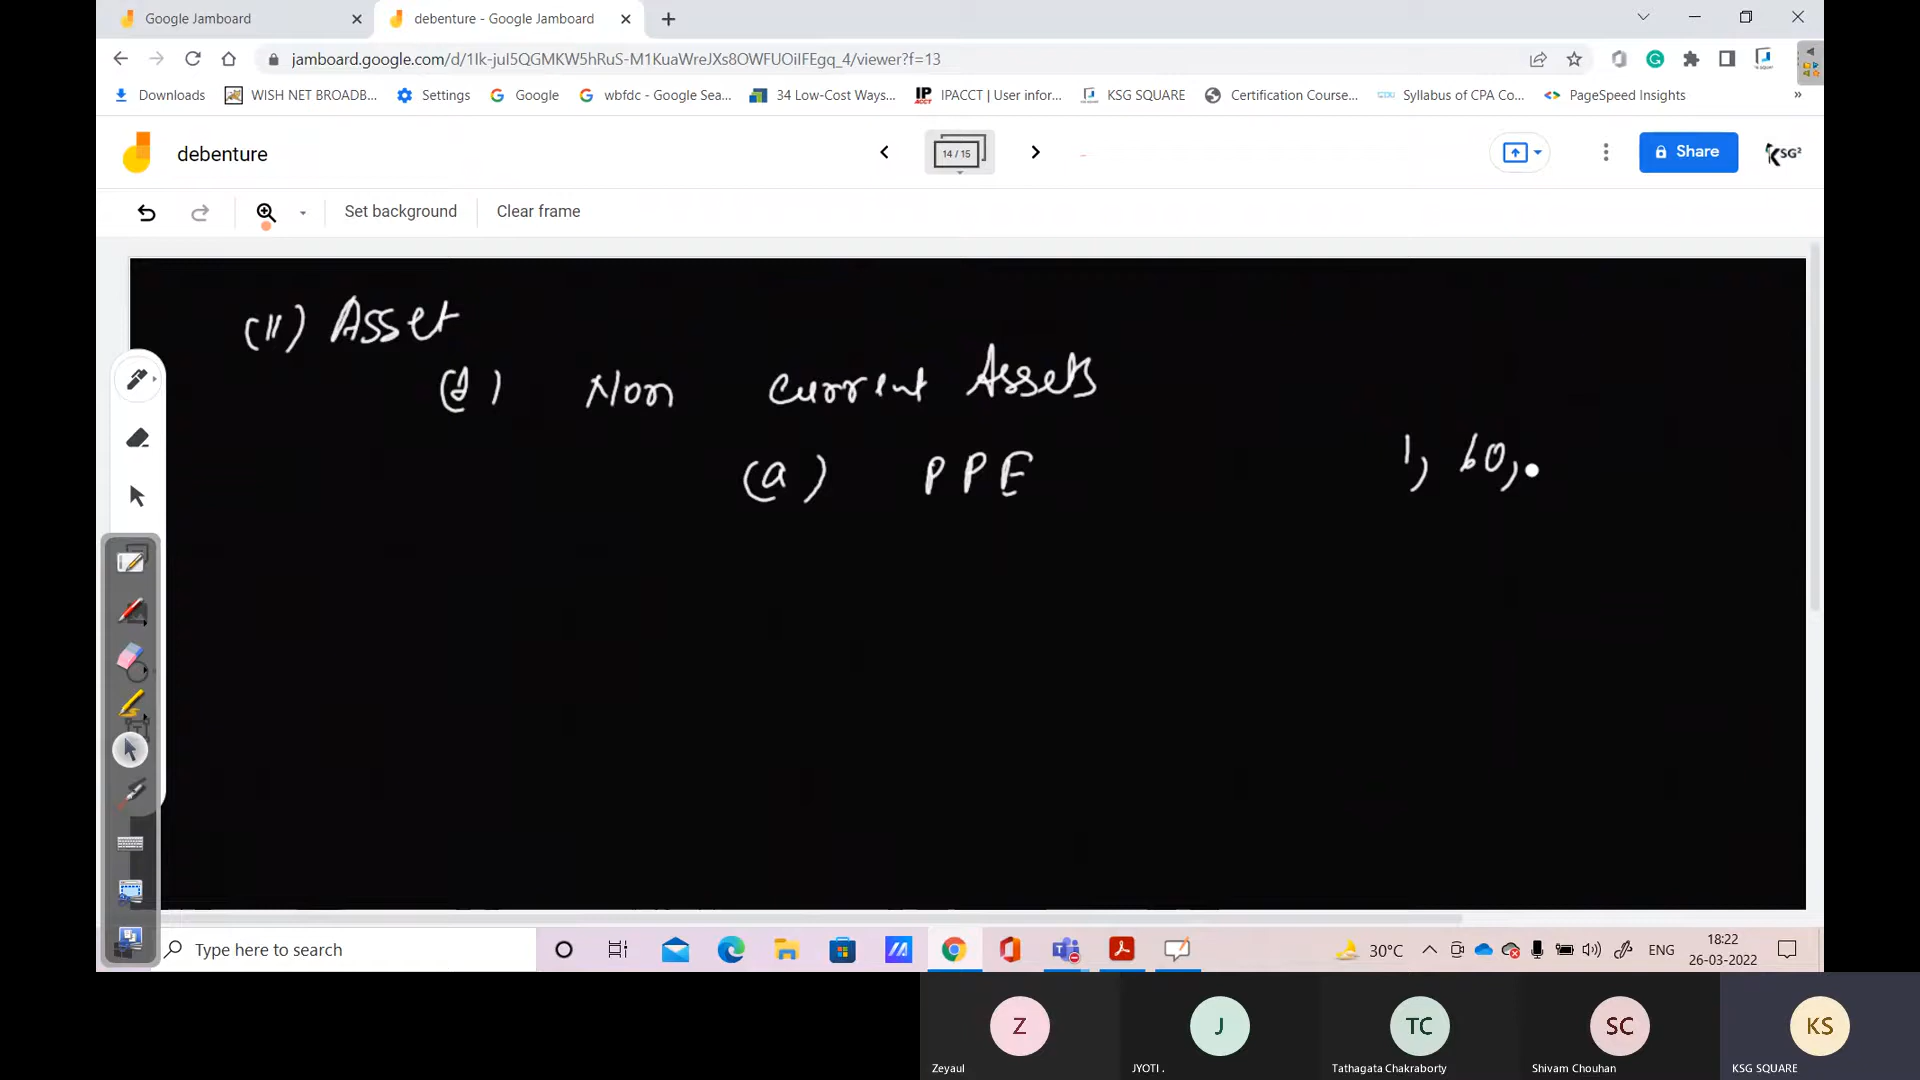 Google Jamboard
debenture - Google Jamboard
jamboard.google.com/d/1lk-jul5QGMKW5hRuS-M1KuaWreJXs8OWFUOiIFEgq_4/viewer?f=13
Downloads WISH NET BROADB... Settings Google wbfdc - Google Sea... 34 Low-Cost Ways... IPACCT | User infor... KSG SQUARE Certification Course... Syllabus of CPA Co... PageSpeed Insights »
debenture
14 / 15
Share
KSG²
Set background Clear frame
(11) Asset
(1) Non current Assets
(a) PPE 1, 60,
Type here to search
30°C
ENG
18:22
26-03-2022
Z J TC SC KS
Zeyaul JYOTI . Tathagata Chakraborty Shivam Chouhan KSG SQUARE